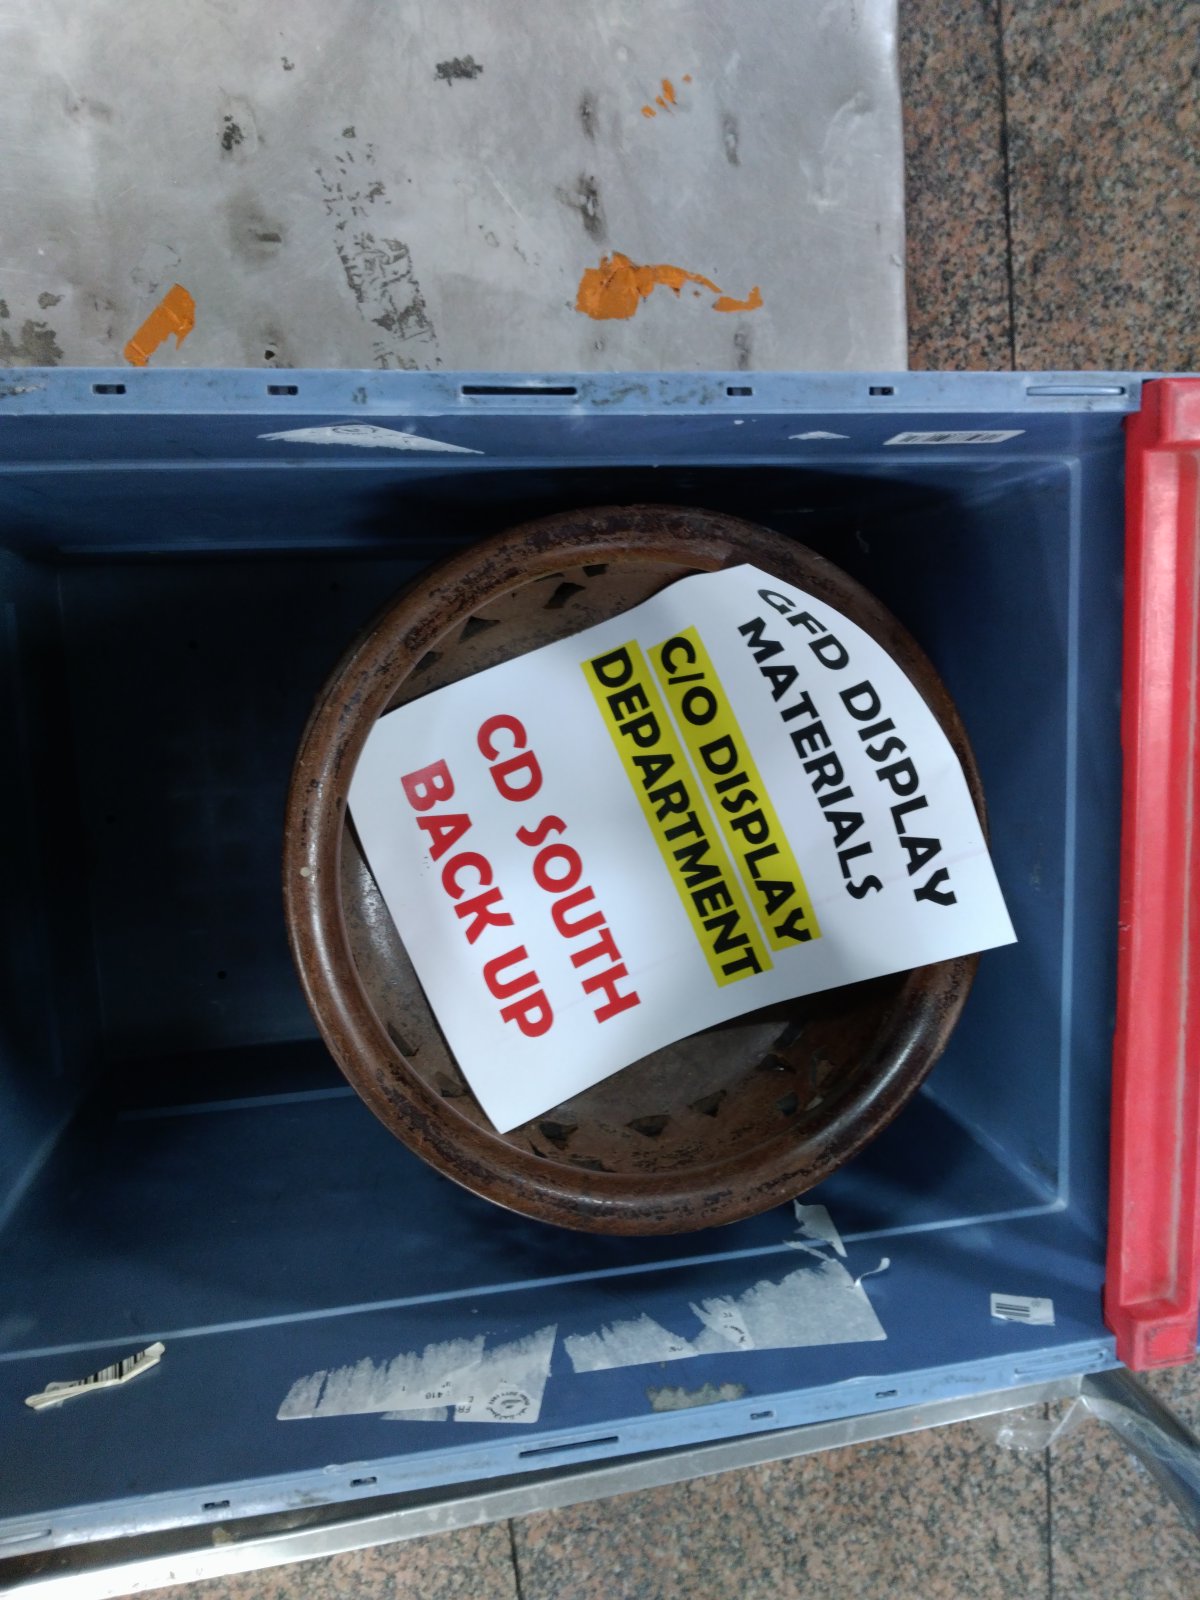 GFD DISPLAY
MATERIALS
C/O DISPLAY
DEPARTMENT
CD SOUTH
BACK UP